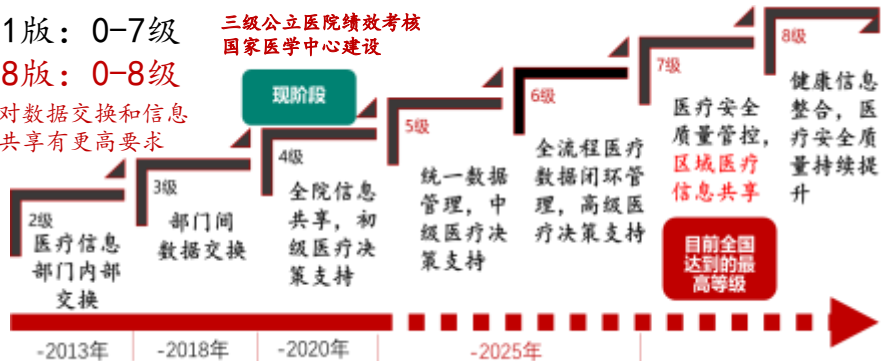 1版：0-7级
8版：0-8级
对数据交换和信息
共享有更高要求
三级公立医院绩效考核
国家医学中心建设
现阶段
2级
医疗信息
部门内部
交换
3级
部门间
数据交换
4级
全院信息
共享，初
级医疗决
策支持
5级
统一数据
管理，中
级医疗决
策支持
6级
全流程医疗
数据闭环管
理，高级医
疗决策支持
7级
医疗安全
质量管控，
区域医疗
信息共享
目前全国
达到的最
高等级
8级
健康信息
整合，医
疗安全质
量持续提
升
-2013年
-2018年
-2020年
-2025年